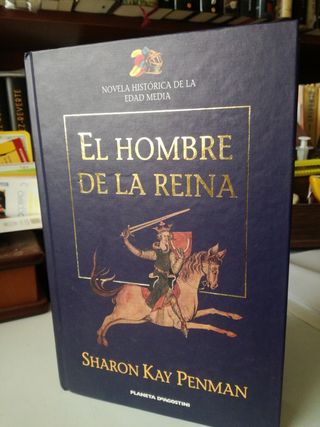 NOVELA HISTÓRICA DE LA
EDAD MEDIA
EL HOMBRE
DE LA REINA
SHARON KAY PENMAN
PLANETA DEAGOSTINI